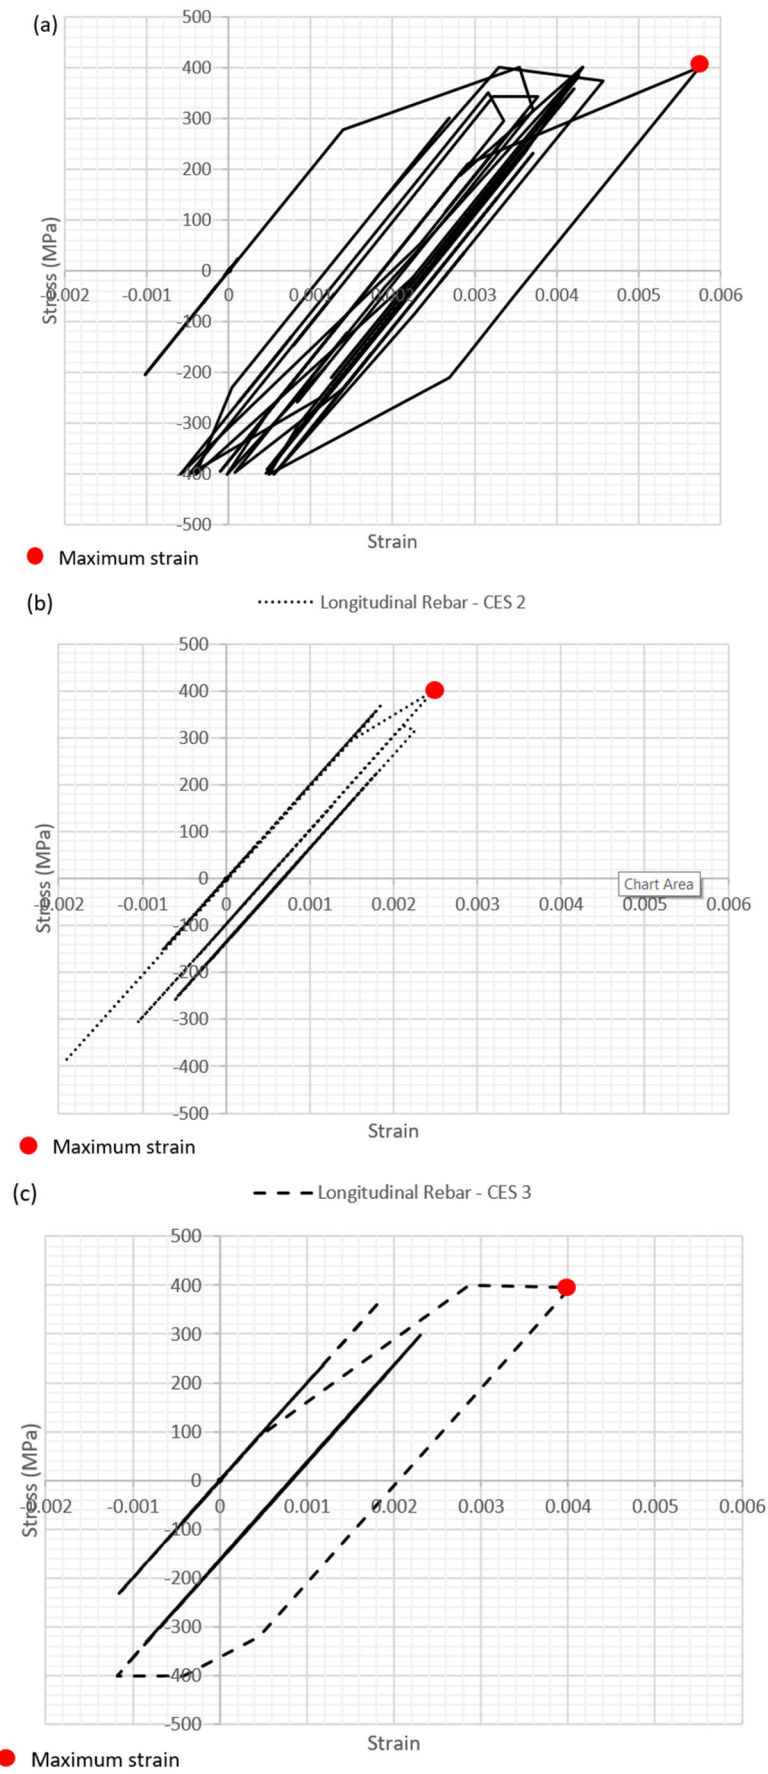 (a)
500
400
300
200
100
0
-0.002 -0.001 0 0.001 0.002 0.003 0.004 0.005 0.006
-100
-200
-300
-400
-500
Stress (MPa)
Strain
Maximum strain
(b)
Longitudinal Rebar - CES 2
500
400
300
200
100
0
Chart Area
-0.002 -0.001 0 0.001 0.002 0.003 0.004 0.005 0.006
-100
-200
-300
-400
-500
Stress (MPa)
Strain
Maximum strain
(c)
Longitudinal Rebar - CES 3
500
400
300
200
100
0
-0.002 -0.001 0 0.001 0.002 0.003 0.004 0.005 0.006
-100
-200
-300
-400
-500
Stress (MPa)
Strain
Maximum strain